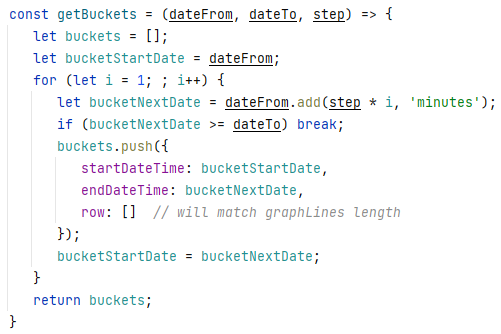 const getBuckets = (dateFrom, dateTo, step) => {
let buckets = [];
let bucketStartDate = dateFrom;
for (let i = 1; ; i++) {
let bucketNextDate = dateFrom.add(step * i, 'minutes');
if (bucketNextDate >= dateTo) break;
buckets.push({
startDateTime: bucketStartDate,
endDateTime: bucketNextDate,
row: []  // will match graphLines length
});
bucketStartDate = bucketNextDate;
}
return buckets;
}